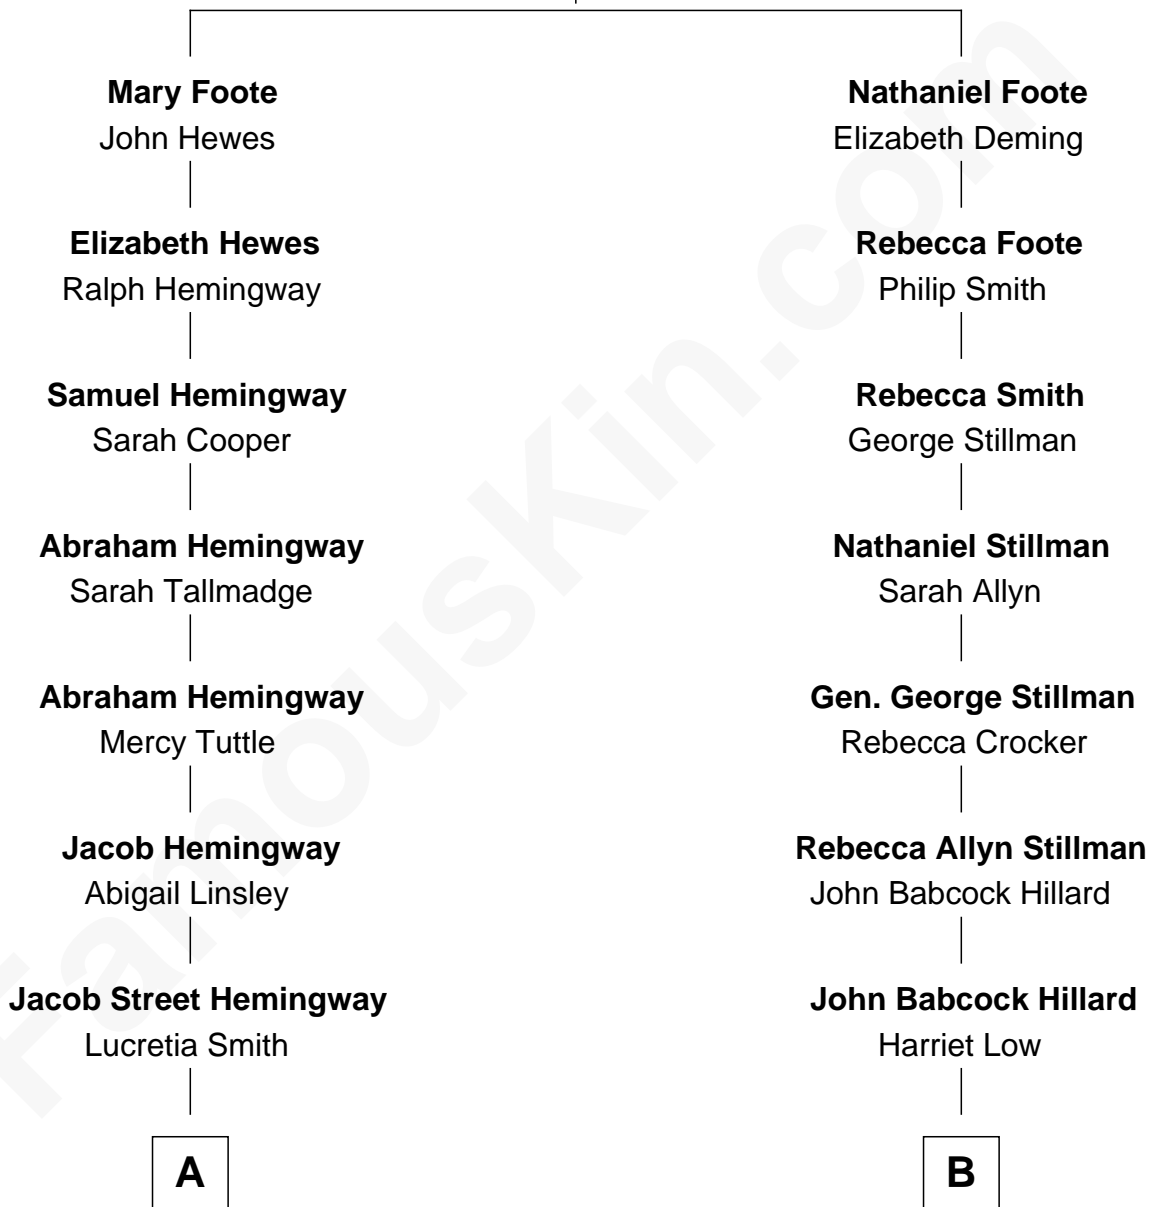 Mary Foote
John Hewes
Elizabeth Hewes
Ralph Hemingway
Samuel Hemingway
Sarah Cooper
Abraham Hemingway
Sarah Tallmadge
Abraham Hemingway
Mercy Tuttle
Jacob Hemingway
Abigail Linsley
Jacob Street Hemingway
Lucretia Smith
A
Nathaniel Foote
Elizabeth Deming
Rebecca Foote
Philip Smith
Rebecca Smith
George Stillman
Nathaniel Stillman
Sarah Allyn
Gen. George Stillman
Rebecca Crocker
Rebecca Allyn Stillman
John Babcock Hillard
John Babcock Hillard
Harriet Low
B
FamousKin.com